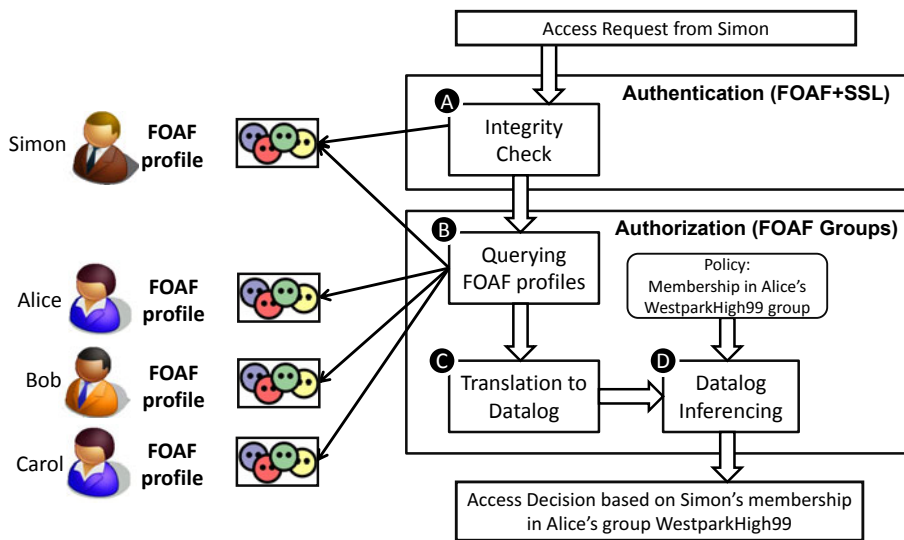 Access Request from Simon
Authentication (FOAF+SSL)
A
Integrity
Check
Simon
FOAF
profile
Authorization (FOAF Groups)
B
Querying
FOAF profiles
Policy:
Membership in Alice's
WestparkHigh99 group
Alice
FOAF
profile
Bob
FOAF
profile
C
Translation to
Datalog
D
Datalog
Inferencing
Carol
FOAF
profile
Access Decision based on Simon's membership
in Alice's group WestparkHigh99